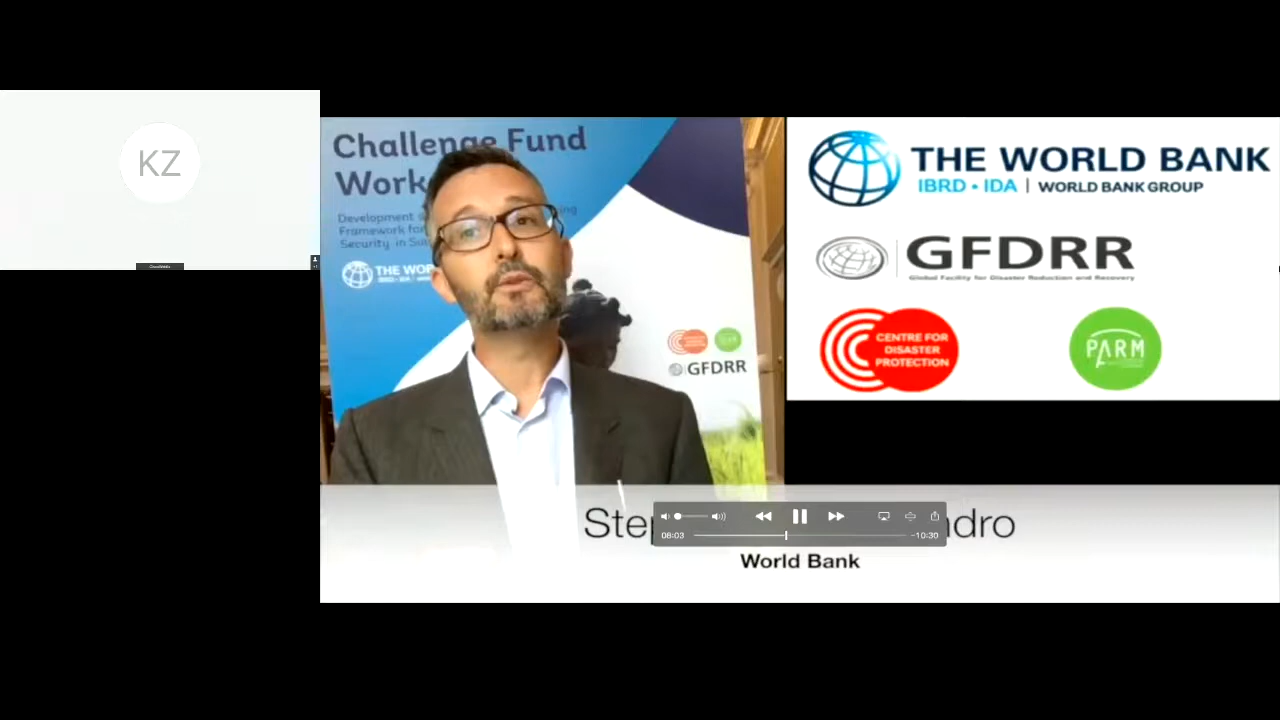 KZ
Challenge Fund
Work
Development
Framework for
Security in
THE WOR
GFDRR
THE WORLD BANK
IBRD • IDA | WORLD BANK GROUP
GFDRR
Global Facility for Disaster Reduction and Recovery
CENTRE FOR
DISASTER
PROTECTION
PARM
Step
ndro
08:03
-10:30
World Bank